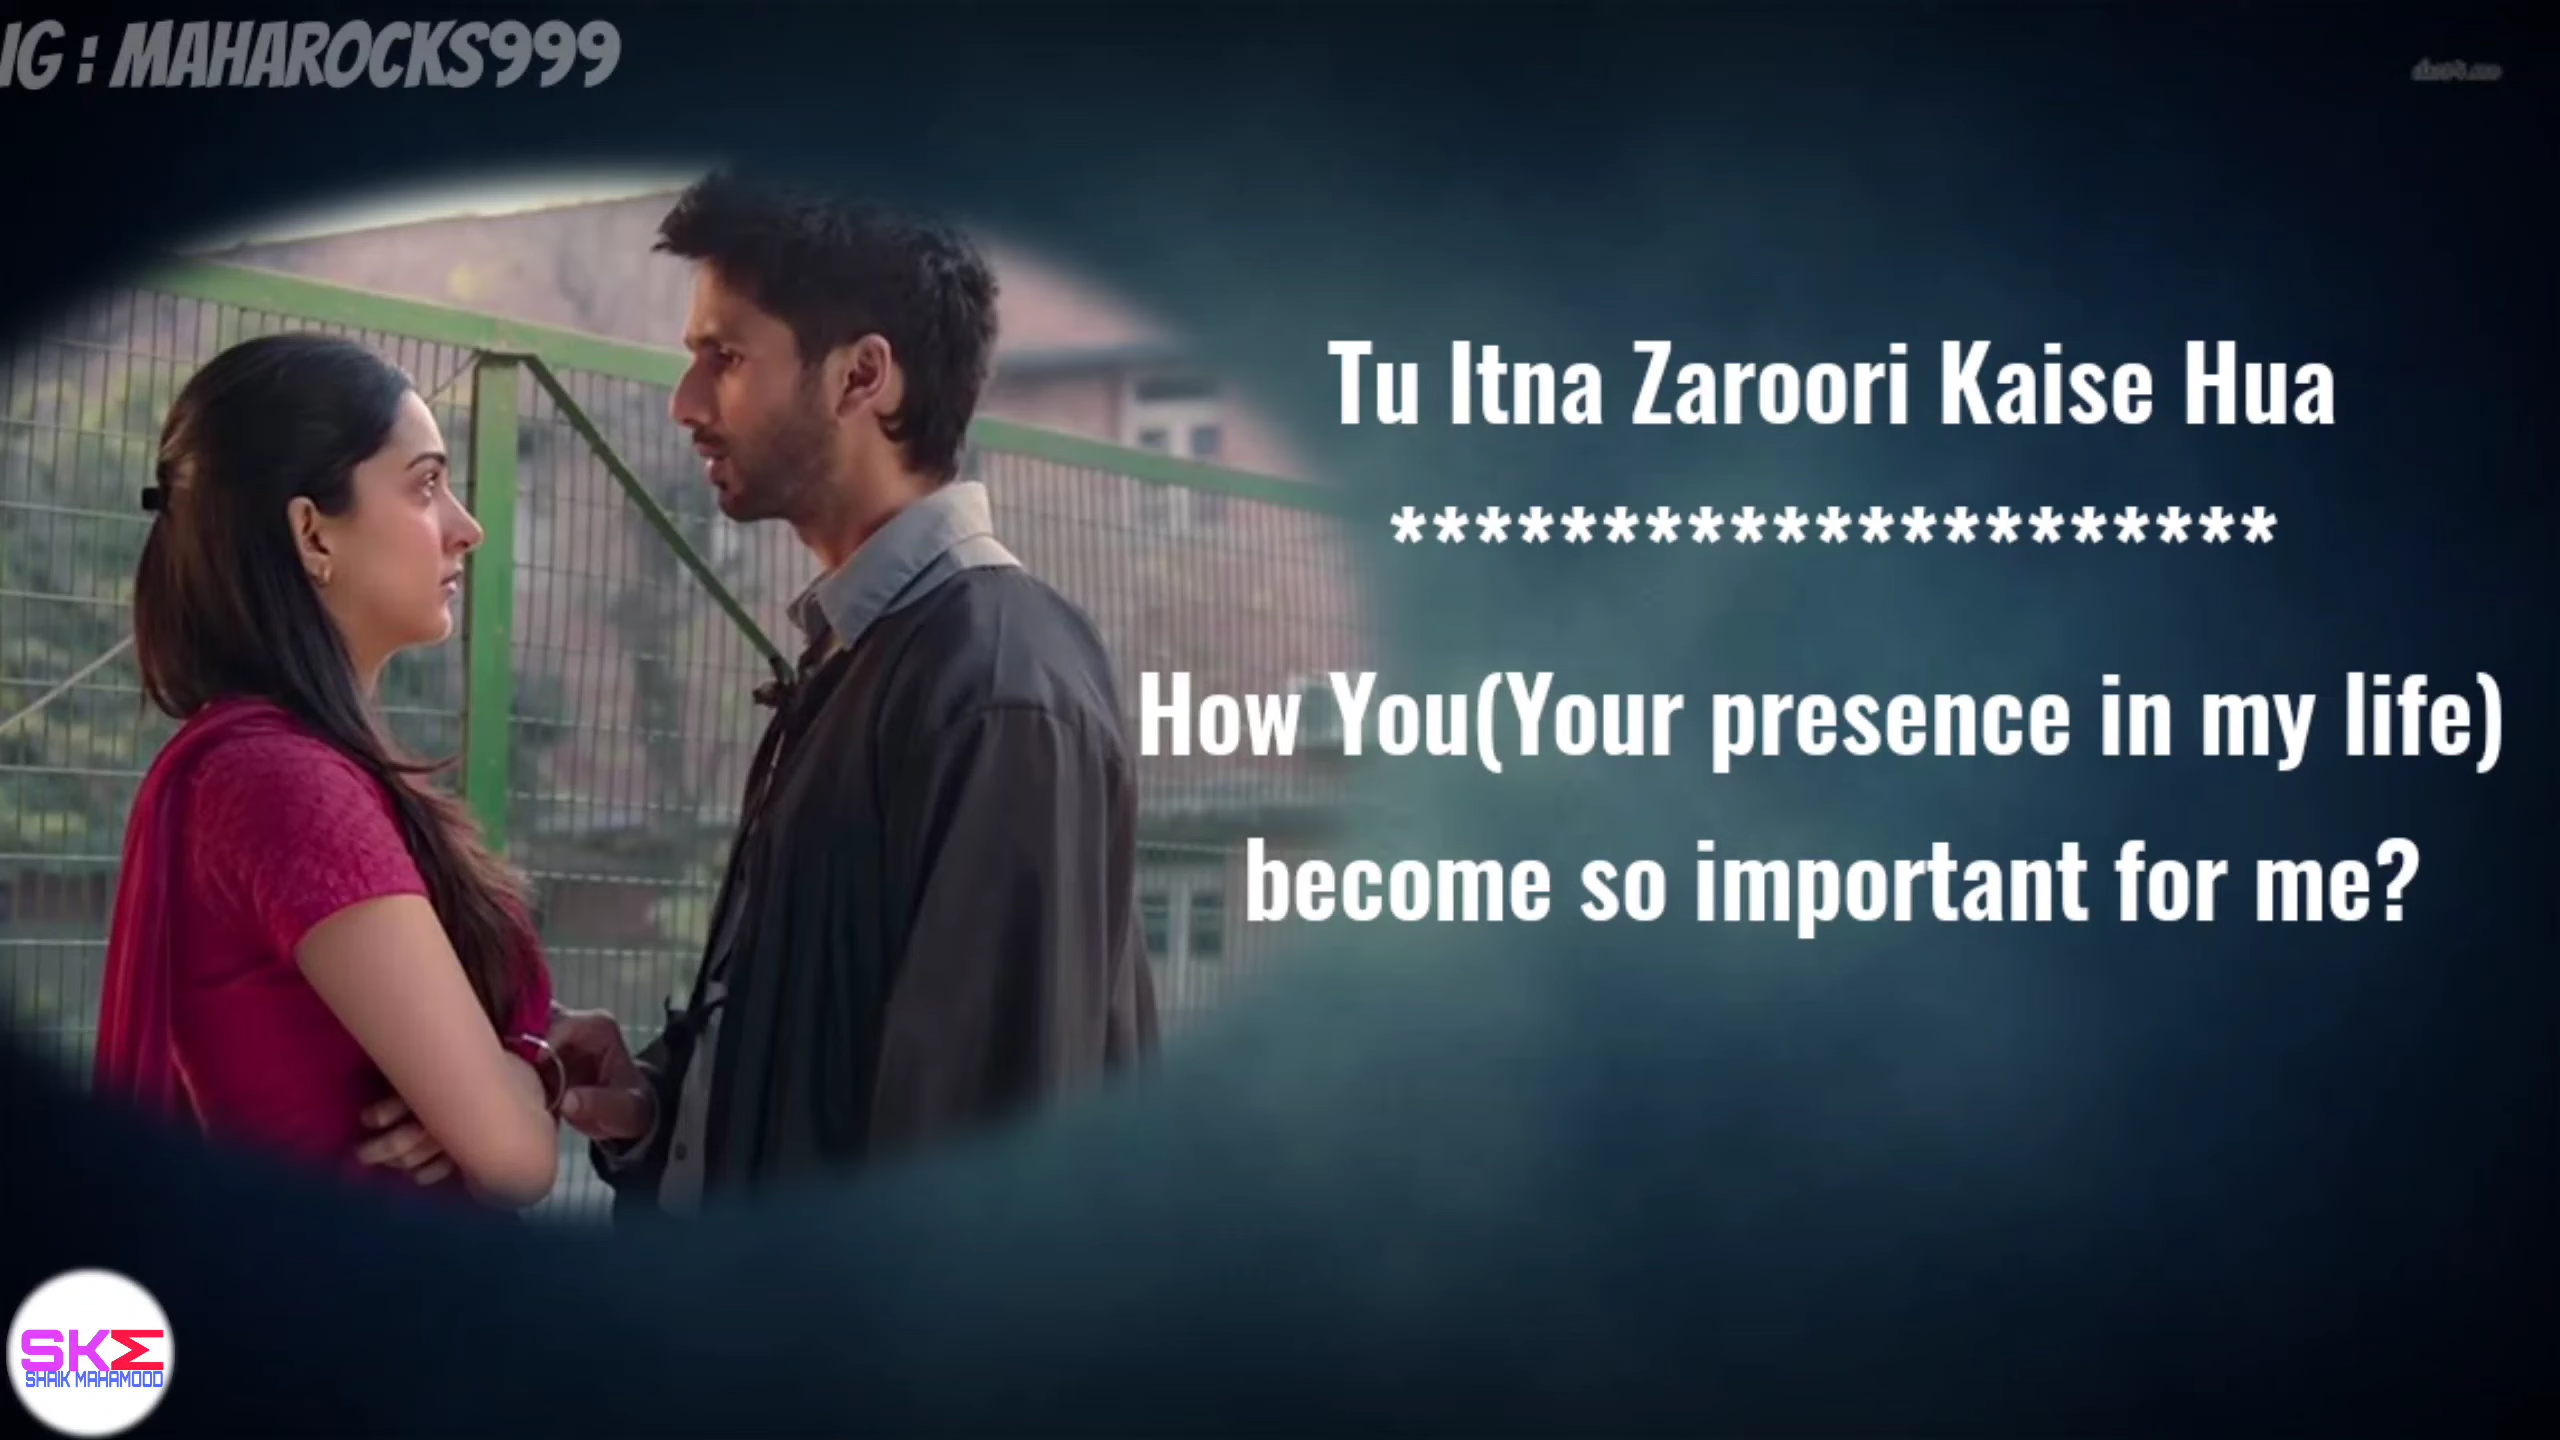 IG : MAHAROCKS999
Tu Itna Zaroori Kaise Hua
**********************
How You(Your presence in my life)
become so important for me?
SKΣ
SHAIK MAHAMOOD